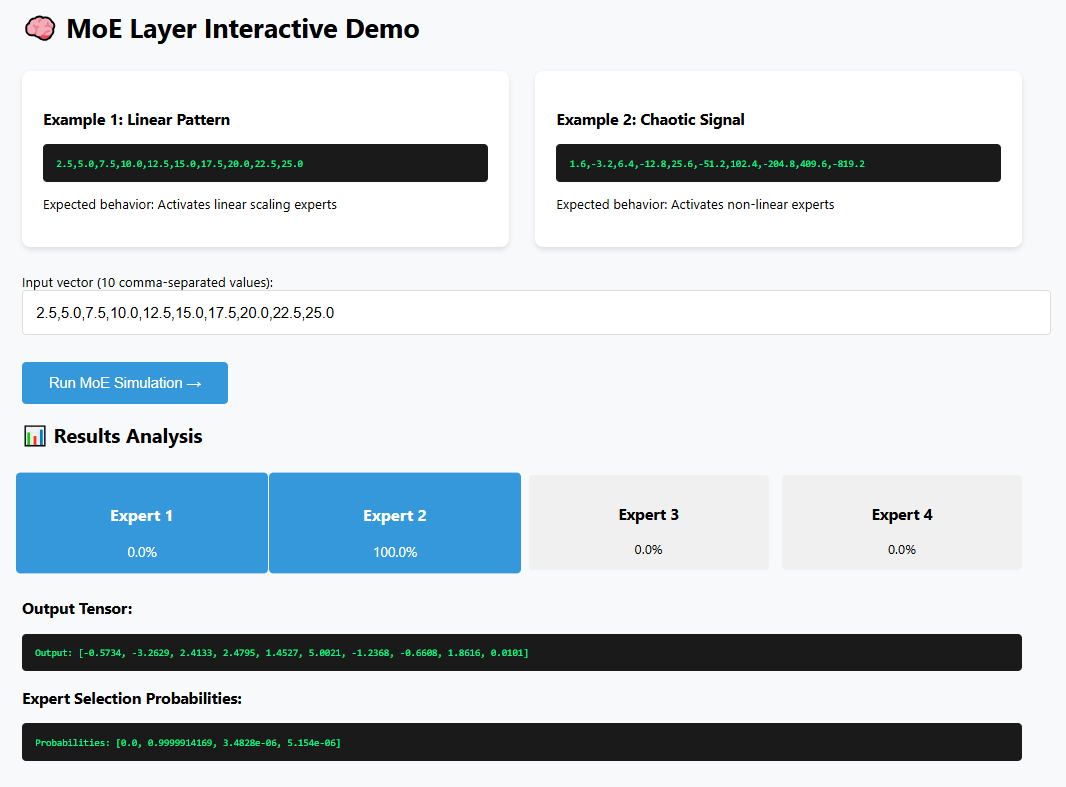 🧠 MoE Layer Interactive Demo
Example 1: Linear Pattern
2.5,5.0,7.5,10.0,12.5,15.0,17.5,20.0,22.5,25.0
Expected behavior: Activates linear scaling experts
Example 2: Chaotic Signal
1.6,-3.2,6.4,-12.8,25.6,-51.2,102.4,-204.8,409.6,-819.2
Expected behavior: Activates non-linear experts
Input vector (10 comma-separated values):
2.5,5.0,7.5,10.0,12.5,15.0,17.5,20.0,22.5,25.0
Run MoE Simulation →
📊 Results Analysis
Expert 1
0.0%
Expert 2
100.0%
Expert 3
0.0%
Expert 4
0.0%
Output Tensor:
Output: [-0.5734, -3.2629, 2.4133, 2.4795, 1.4527, 5.0021, -1.2368, -0.6608, 1.8616, 0.0101]
Expert Selection Probabilities:
Probabilities: [0.0, 0.9999914169, 3.4828e-06, 5.154e-06]